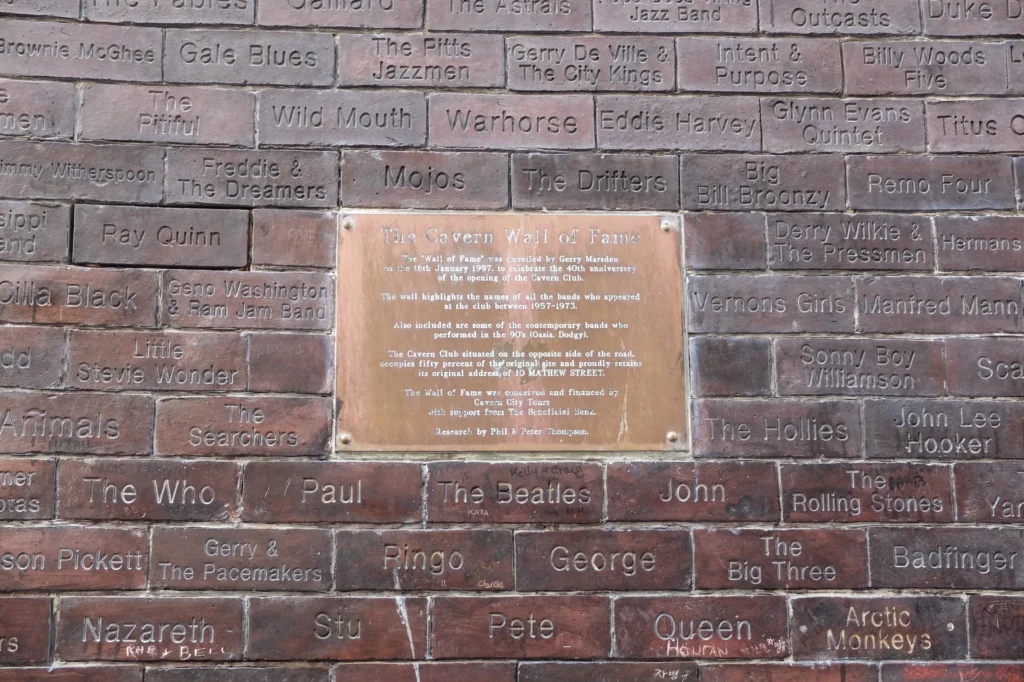 The Fables
The Astrals
Jazz Band
The
Outcasts
Brownie McGhee
Gale Blues
The Pitts
Jazzmen
Gerry De Ville &
The City Kings
Intent &
Purpose
Billy Woods
Five
The
Pitiful
Wild Mouth
Warhorse
Eddie Harvey
Glynn Evans
Quintet
Titus
Jimmy Witherspoon
Freddie &
The Dreamers
Mojos
The Drifters
Big
Bill Broonzy
Remo Four
Ray Quinn
Derry Wilkie &
The Pressmen
Hermans
The Cavern Wall of Fame
The "Wall of Fame" was unveiled by Gerry Marsden
on the 16th January 1997, to celebrate the 40th anniversary
of the opening of the Cavern Club.
The wall highlights the names of all the bands who appeared
at the club between 1957-1973.
Also included are some of the contemporary bands who
performed in the 90's (Oasis, Dodgy).
The Cavern Club situated on the opposite side of the road,
occupies fifty percent of the original site and proudly retains
its original address of 10 MATHEW STREET.
The Wall of Fame was conceived and financed by
Cavern City Tours
with support from The Beneficial Bank.
Research by Phil & Peter Thompson.
Cilla Black
Geno Washington
& Ram Jam Band
Vernons Girls
Manfred Mann
Little
Stevie Wonder
Sonny Boy
Williamson
Animals
The
Searchers
The Hollies
John Lee
Hooker
The Who
Paul
The Beatles
KATA
John
The
Rolling Stones
son Pickett
Gerry &
The Pacemakers
Ringo
George
The
Big Three
Badfinger
Nazareth
Stu
Pete
Queen
Arctic
Monkeys